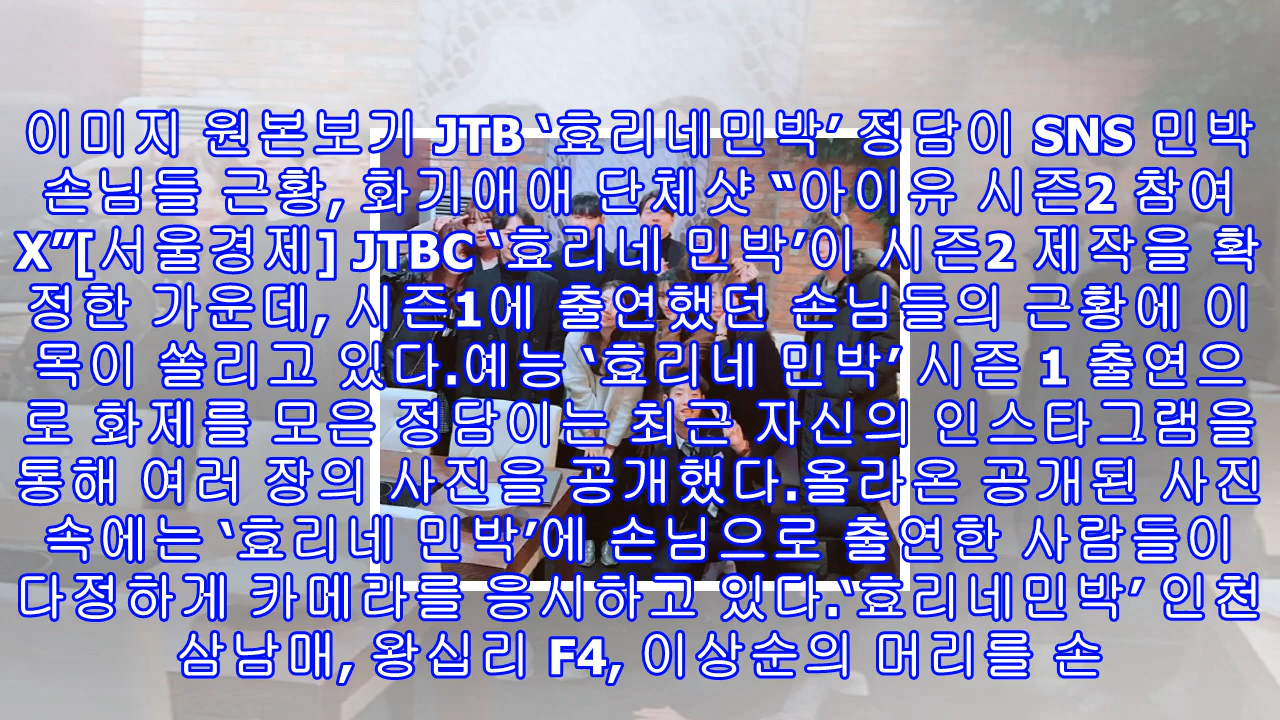 이미지 원본보기 JTB ‘효리네민박’ 정담이 SNS 민박
손님들 근황, 화기애애 단체샷 “아이유 시즌2 참여
X”[서울경제] JTBC ‘효리네 민박’이 시즌2 제작을 확
정한 가운데, 시즌1에 출연했던 손님들의 근황에 이
목이 쏠리고 있다.예능 ‘효리네 민박’ 시즌 1 출연으
로 화제를 모은 정담이는 최근 자신의 인스타그램을
통해 여러 장의 사진을 공개했다.올라온 공개된 사진
속에는 ‘효리네 민박’에 손님으로 출연한 사람들이
다정하게 카메라를 응시하고 있다.‘효리네민박’ 인천
삼남매, 왕십리 F4, 이상순의 머리를 손